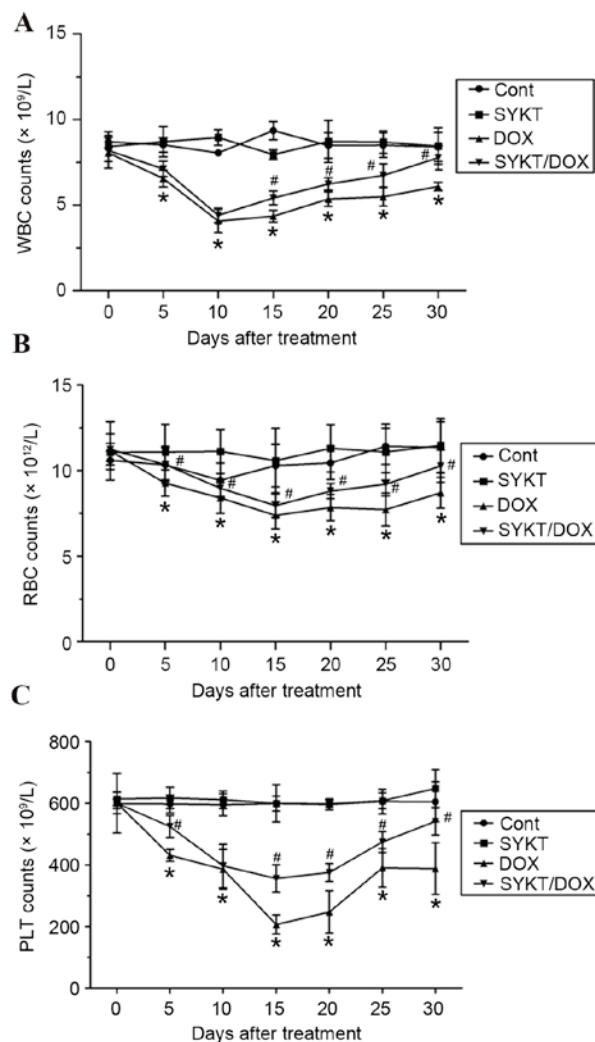 A
WBC counts (× 10⁹/L)
15
10
5
0
Cont
SYKT
DOX
SYKT/DOX
# # # #
* * * * * *
0 5 10 15 20 25 30
Days after treatment
B
RBC counts (× 10¹²/L)
15
10
5
0
Cont
SYKT
DOX
SYKT/DOX
# # # # # #
* * * * * *
0 5 10 15 20 25 30
Days after treatment
C
PLT counts (× 10⁹/L)
800
600
400
200
0
Cont
SYKT
DOX
SYKT/DOX
# # # # #
* * * * * *
0 5 10 15 20 25 30
Days after treatment